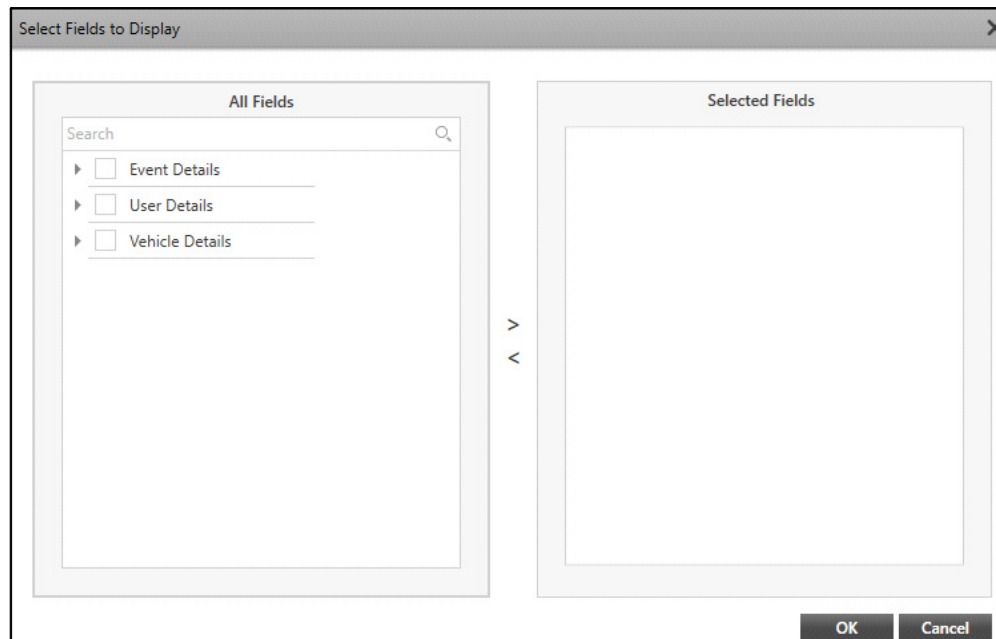 Select Fields to Display
All Fields
Search
Event Details
User Details
Vehicle Details
>
<
Selected Fields
OK Cancel